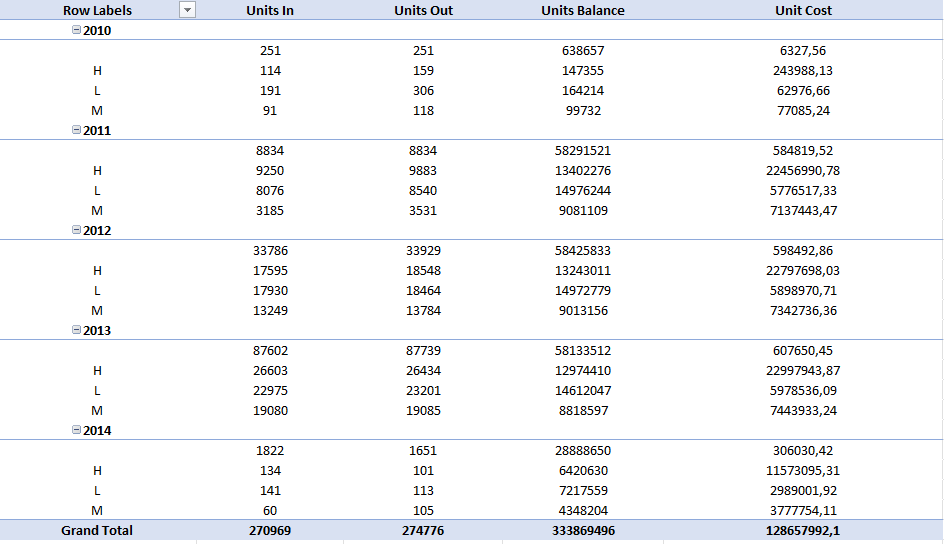 Row Labels Units In Units Out Units Balance Unit Cost
2010
251 251 638657 6327,56
H 114 159 147355 243988,13
L 191 306 164214 62976,66
M 91 118 99732 77085,24
2011
8834 8834 58291521 584819,52
H 9250 9883 13402276 22456990,78
L 8076 8540 14976244 5776517,33
M 3185 3531 9081109 7137443,47
2012
33786 33929 58425833 598492,86
H 17595 18548 13243011 22797698,03
L 17930 18464 14972779 5898970,71
M 13249 13784 9013156 7342736,36
2013
87602 87739 58133512 607650,45
H 26603 26434 12974410 22997943,87
L 22975 23201 14612047 5978536,09
M 19080 19085 8818597 7443933,24
2014
1822 1651 28888650 306030,42
H 134 101 6420630 11573095,31
L 141 113 7217559 2989001,92
M 60 105 4348204 3777754,11
Grand Total 270969 274776 333869496 128657992,1